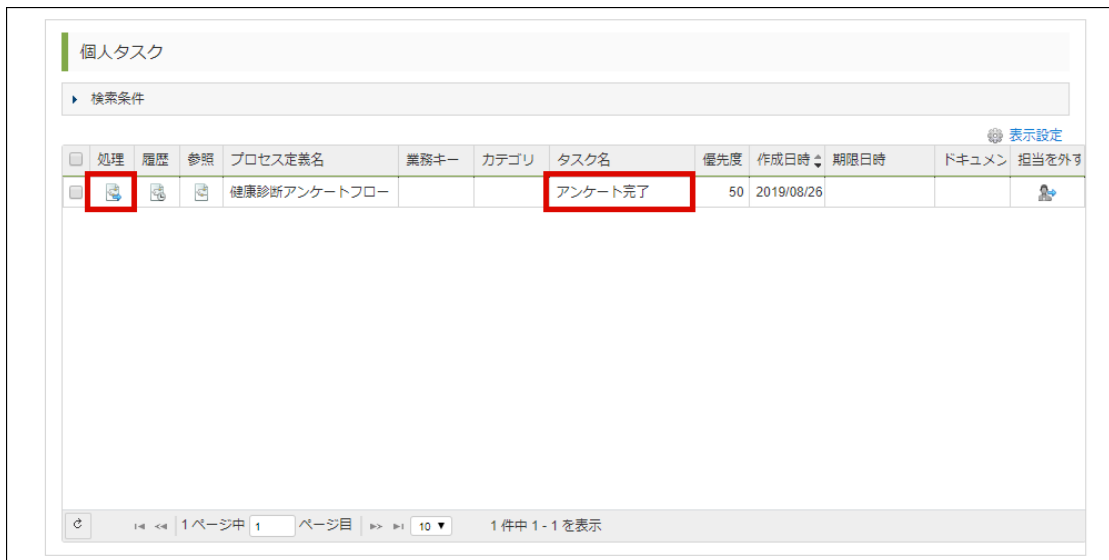 個人タスク
検索条件
表示設定
処理 履歴 参照 プロセス定義名 業務キー カテゴリ タスク名 優先度 作成日時 期限日時 ドキュメン 担当を外す
健康診断アンケートフロー アンケート完了 50 2019/08/26
1 ページ中 1 ページ目 10 1 件中 1 - 1 を表示